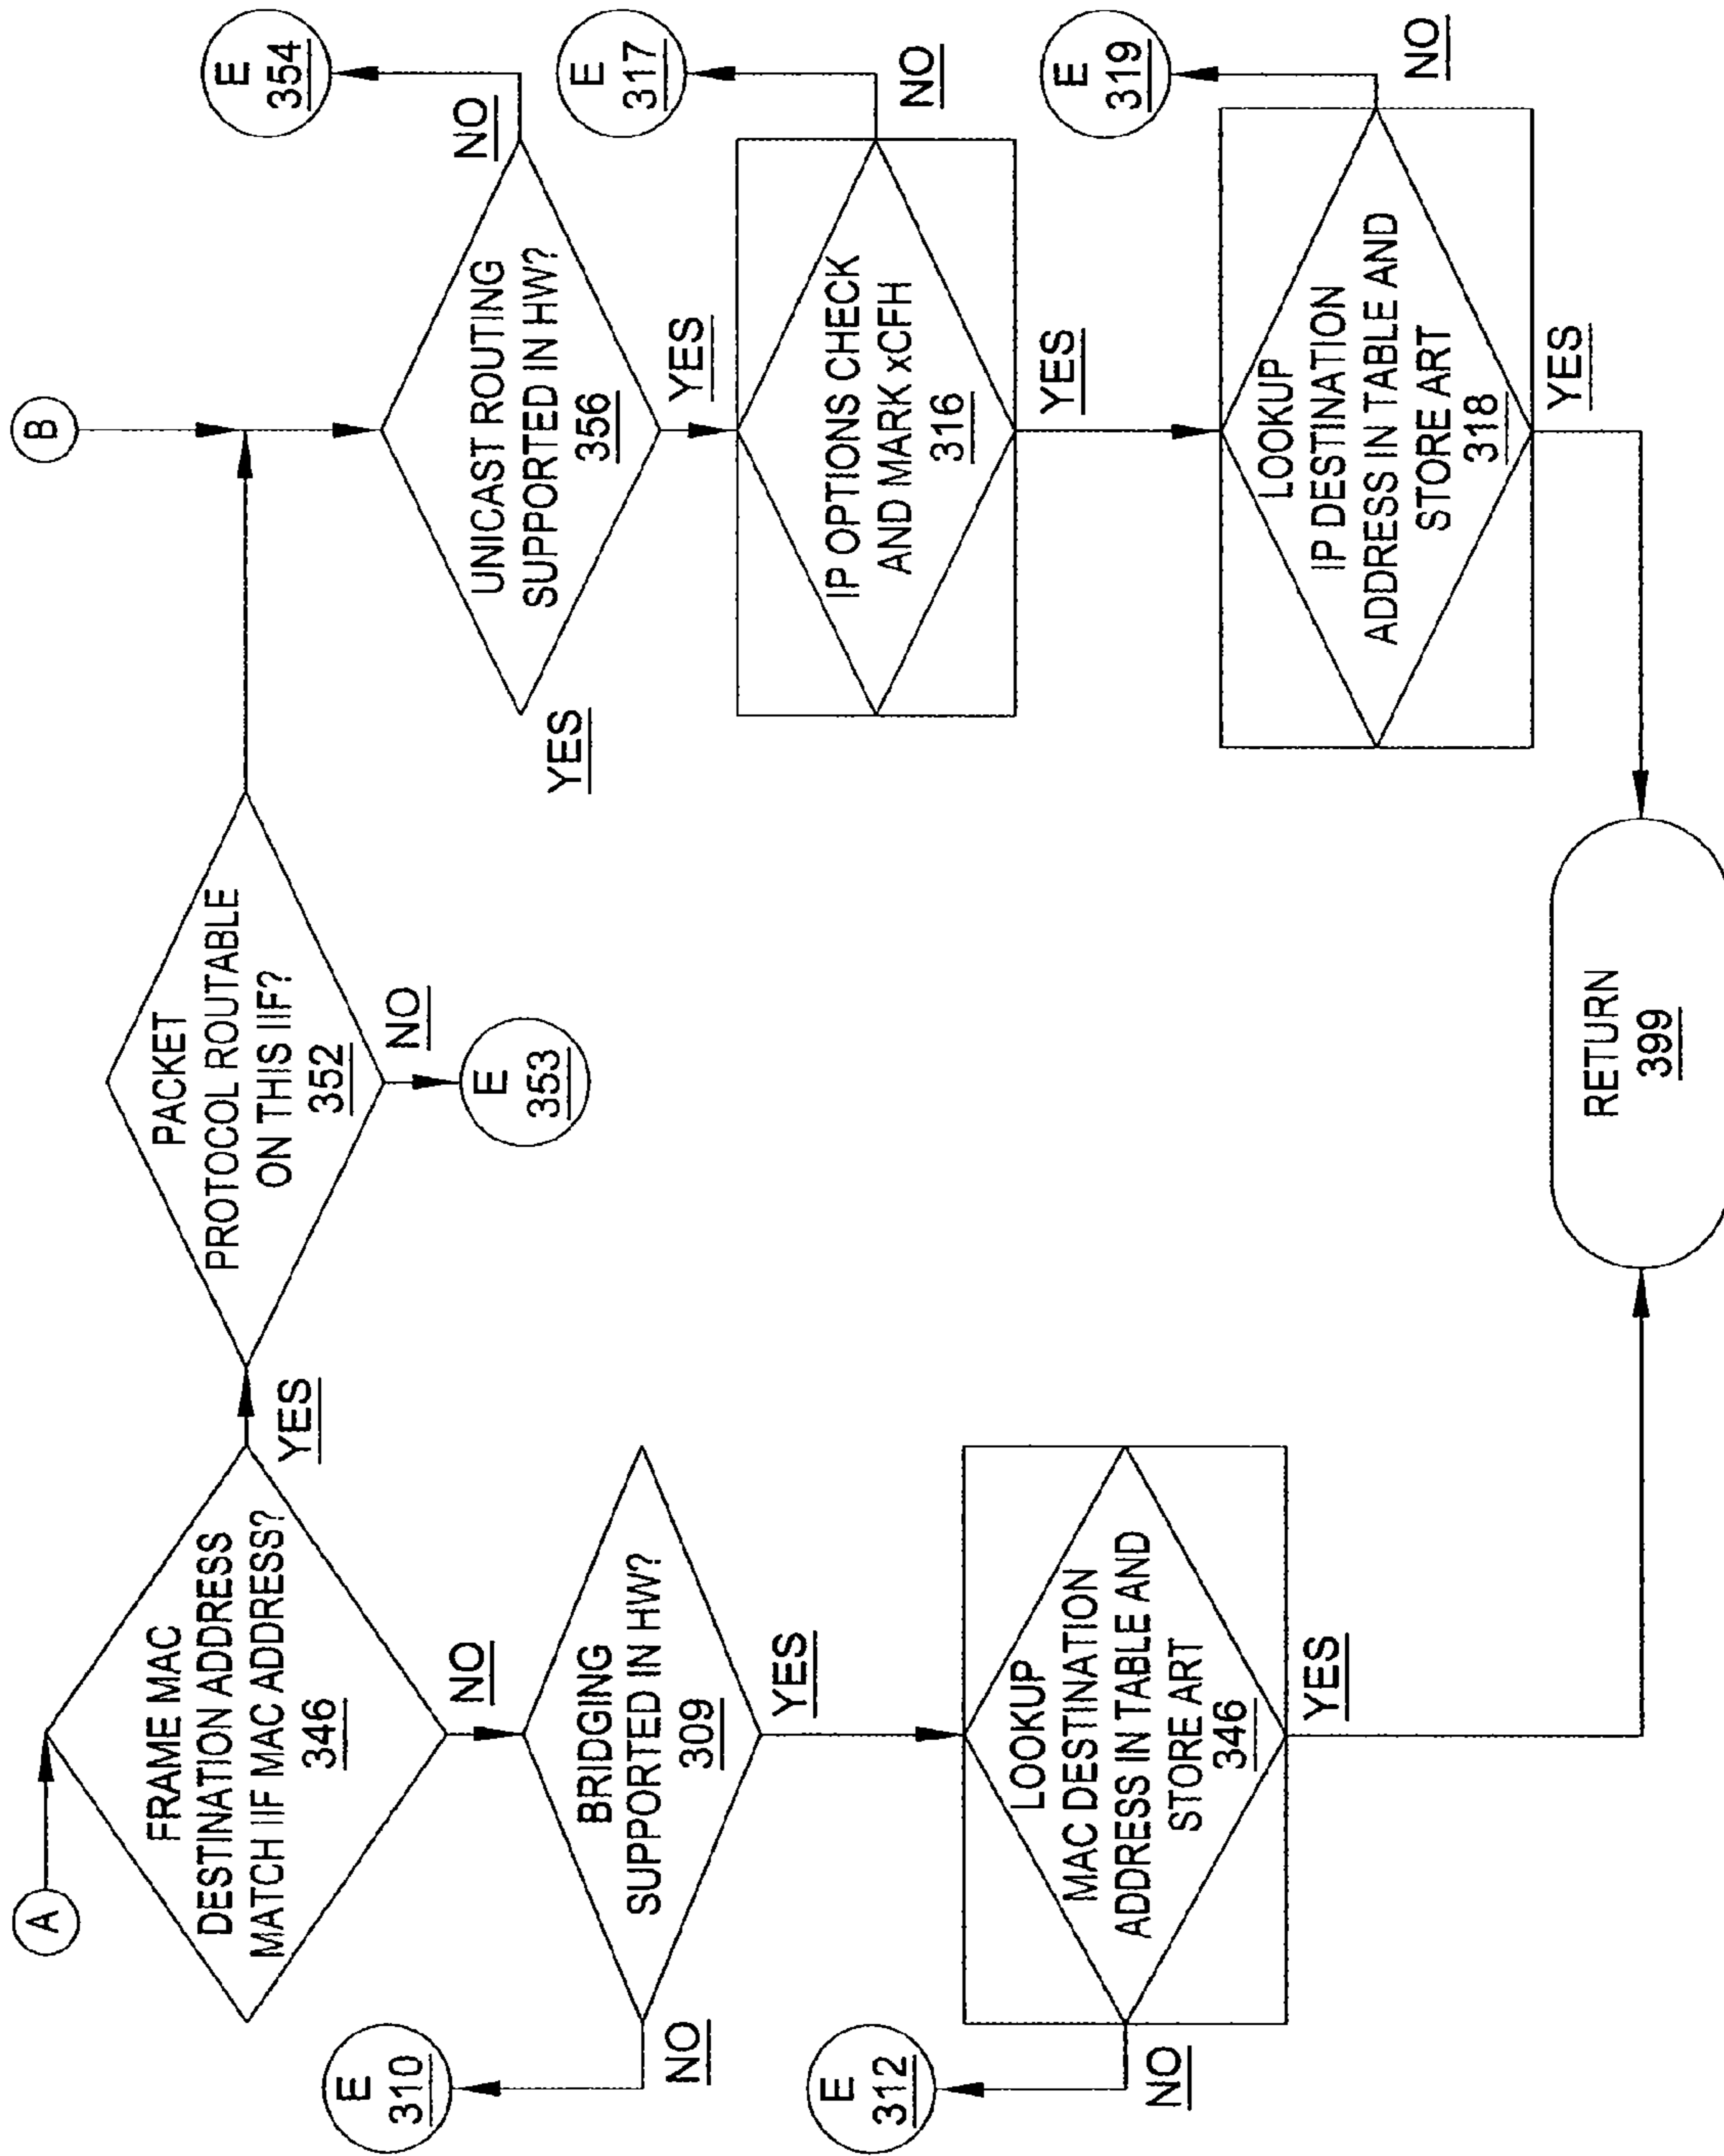 A
FRAME MAC
DESTINATION ADDRESS
MATCH IIF MAC ADDRESS?
346
YES
NO
PACKET
PROTOCOL ROUTABLE
ON THIS IIF?
352
NO
E
353
B
UNICAST ROUTING
SUPPORTED IN HW?
356
YES
NO
E
354
YES
IP OPTIONS CHECK
AND MARK xCFH
316
NO
E
317
YES
LOOKUP
IP DESTINATION
ADDRESS IN TABLE AND
STORE ART
318
NO
E
319
YES
BRIDGING
SUPPORTED IN HW?
309
NO
E
310
YES
LOOKUP
MAC DESTINATION
ADDRESS IN TABLE AND
STORE ART
346
NO
E
312
YES
RETURN
399